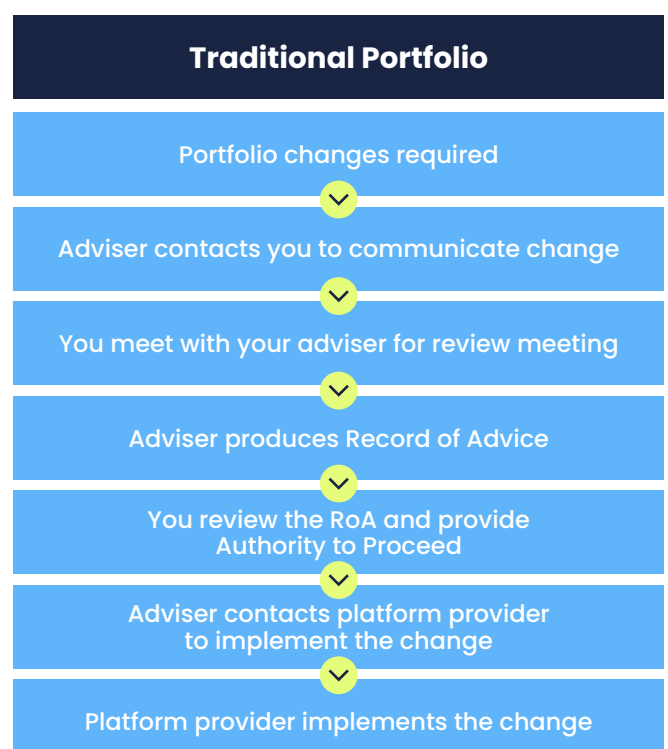 Traditional Portfolio
Portfolio changes required
Adviser contacts you to communicate change
You meet with your adviser for review meeting
Adviser produces Record of Advice
You review the RoA and provide
Authority to Proceed
Adviser contacts platform provider
to implement the change
Platform provider implements the change